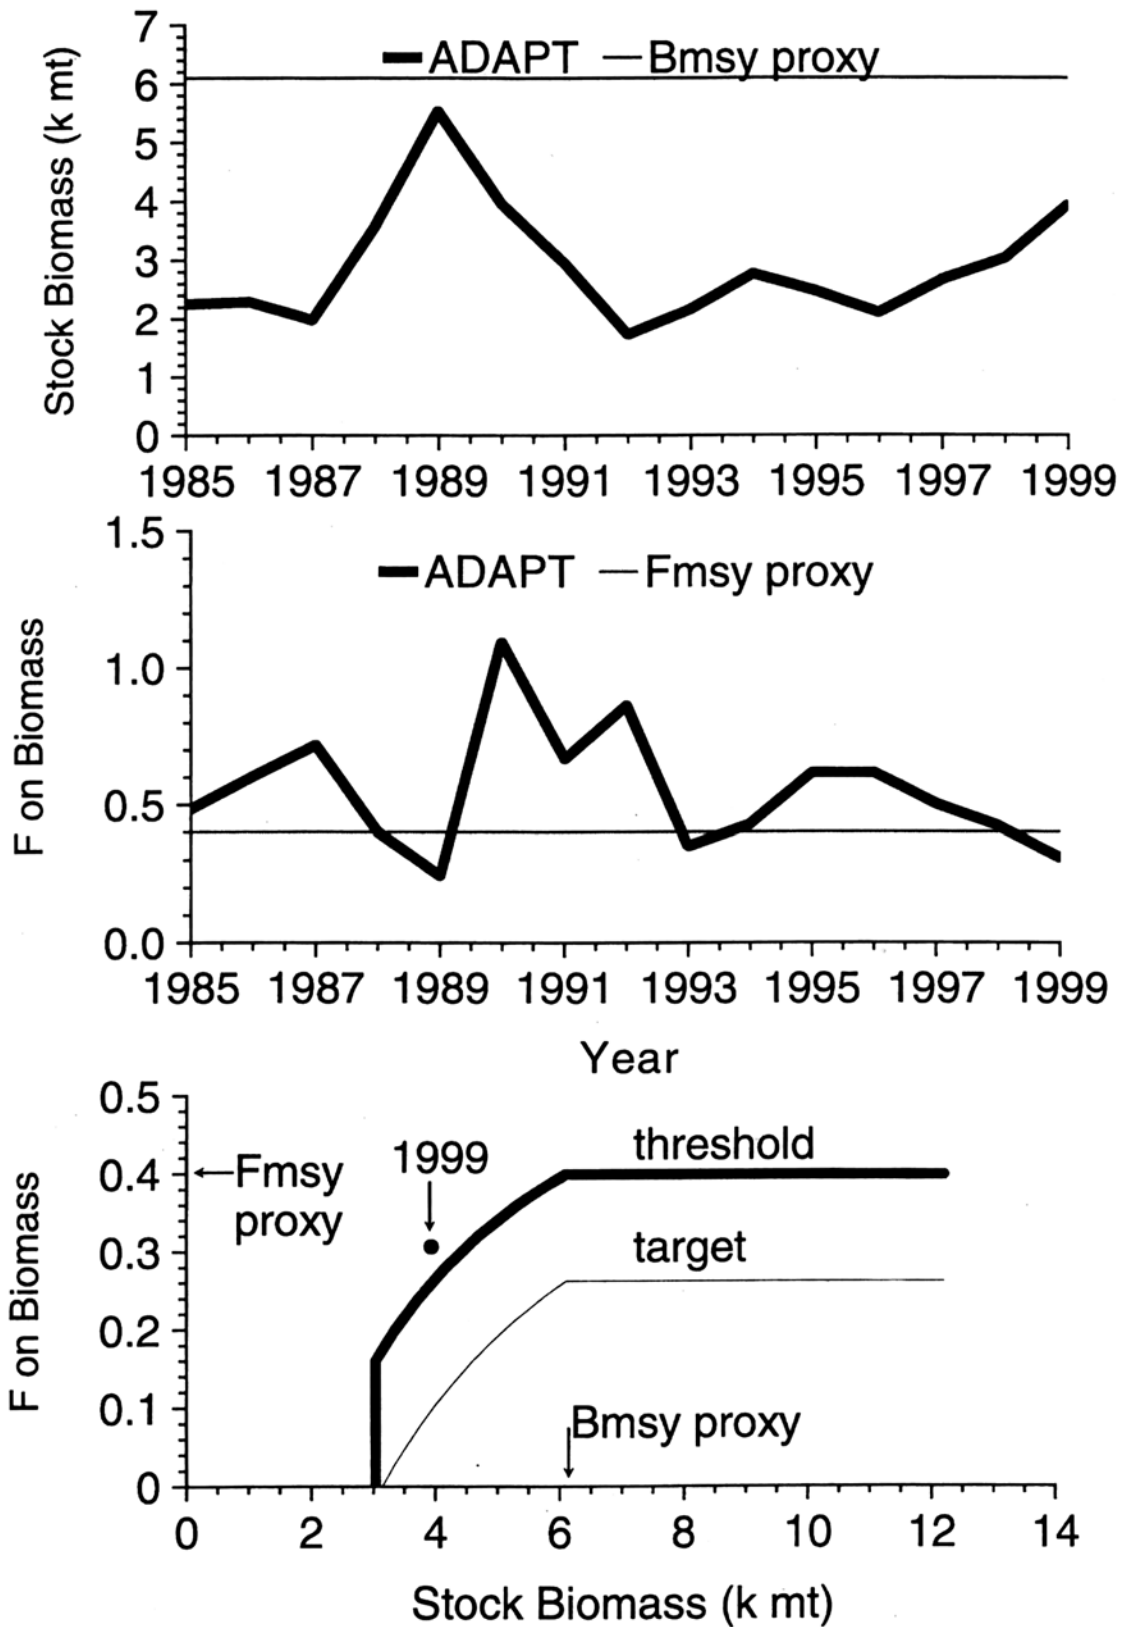 7
ADAPT Bmsy proxy
6
5
4
3
2
1
0
Stock Biomass (k mt)
1985 1987 1989 1991 1993 1995 1997 1999
1.5
ADAPT Fmsy proxy
1.0
0.5
0.0
F on Biomass
1985 1987 1989 1991 1993 1995 1997 1999
Year
0.5
threshold
1999
0.4
Fmsy
proxy
0.3
target
0.2
0.1
Bmsy proxy
0
F on Biomass
0 2 4 6 8 10 12 14
Stock Biomass (k mt)